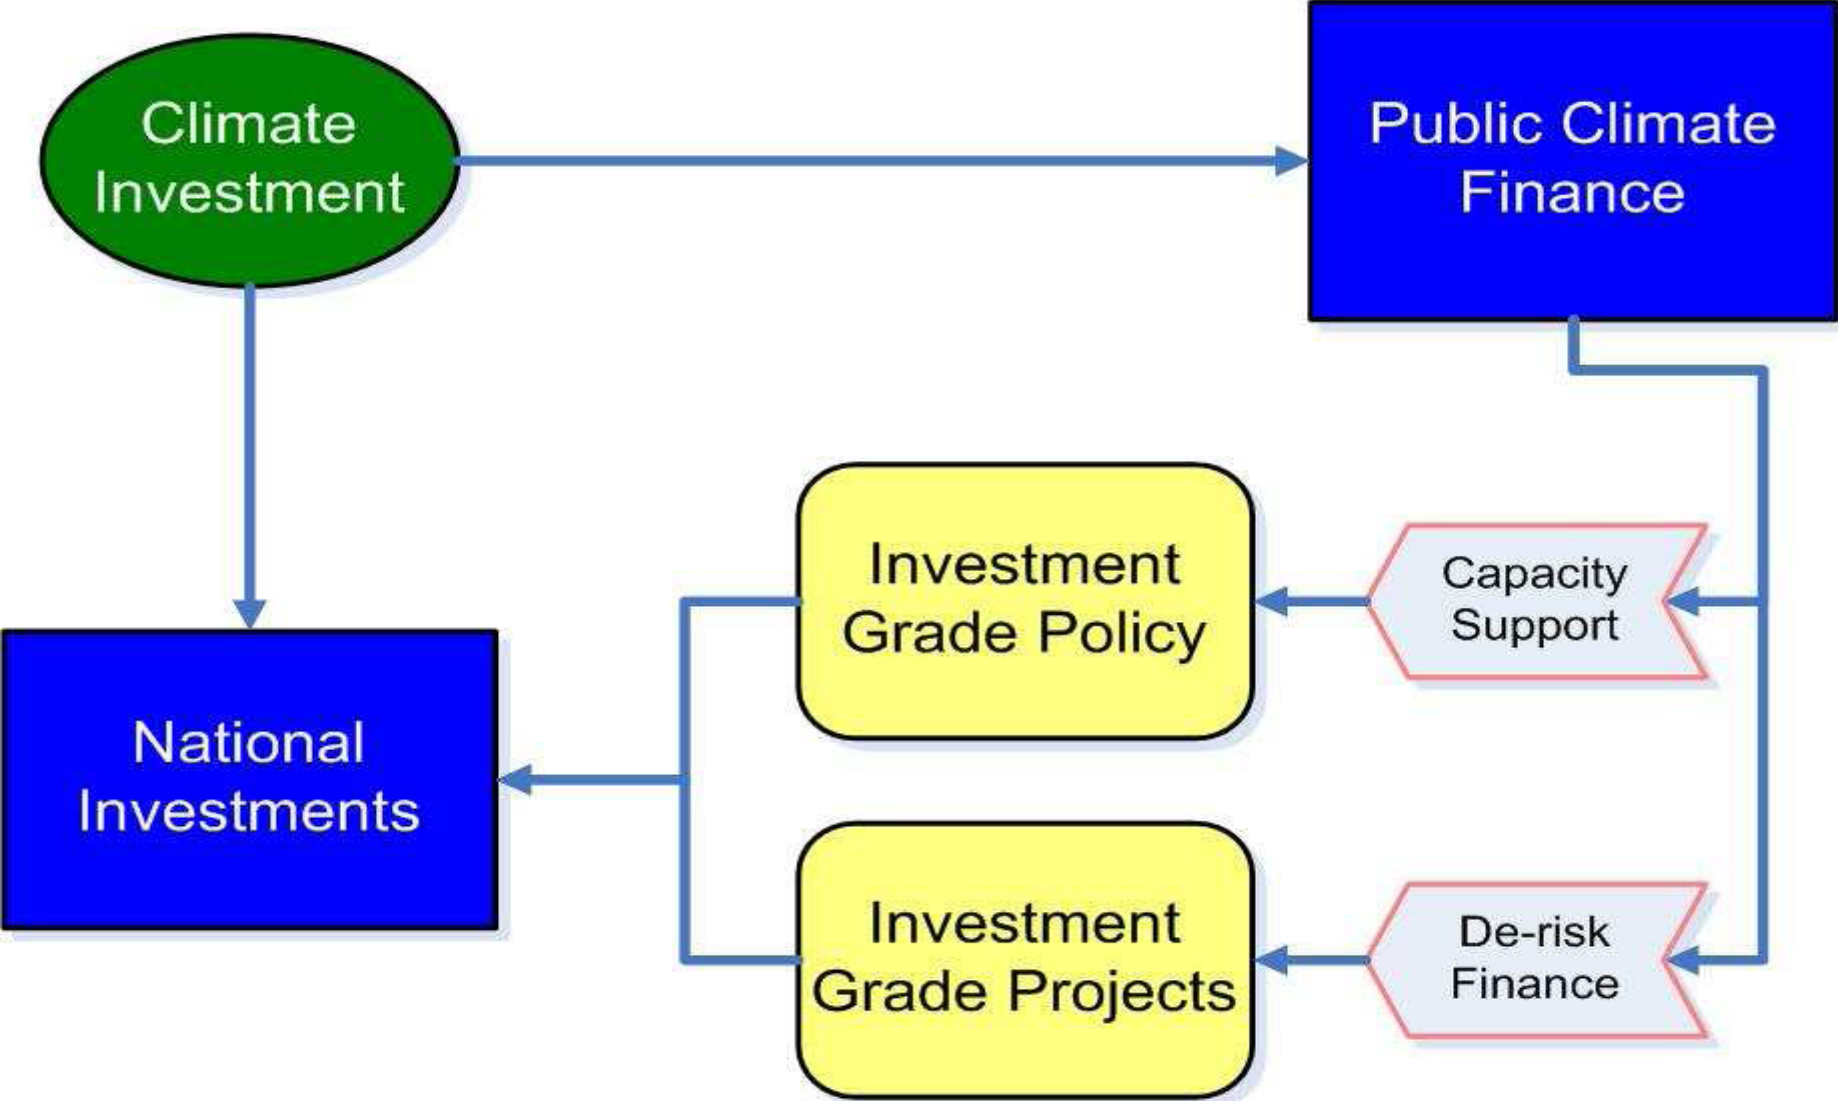 Climate
Investment
Public Climate
Finance
Investment
Grade Policy
Capacity
Support
National
Investments
Investment
Grade Projects
De-risk
Finance